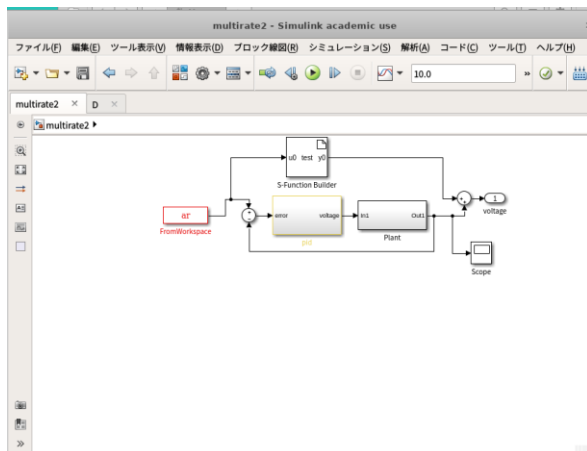 multirate2 - Simulink academic use
ファイル(F) 編集(E) ツール表示(V) 情報表示(D) ブロック線図(R) シミュレーション(S) 解析(A) コード(C) ツール(T) ヘルプ(H)
10.0
multirate2 D
multirate2
u0 test y0
S-Function Builder
ar
FromWorkspace
error voltage
pid
In1 Out1
Plant
1
voltage
Scope